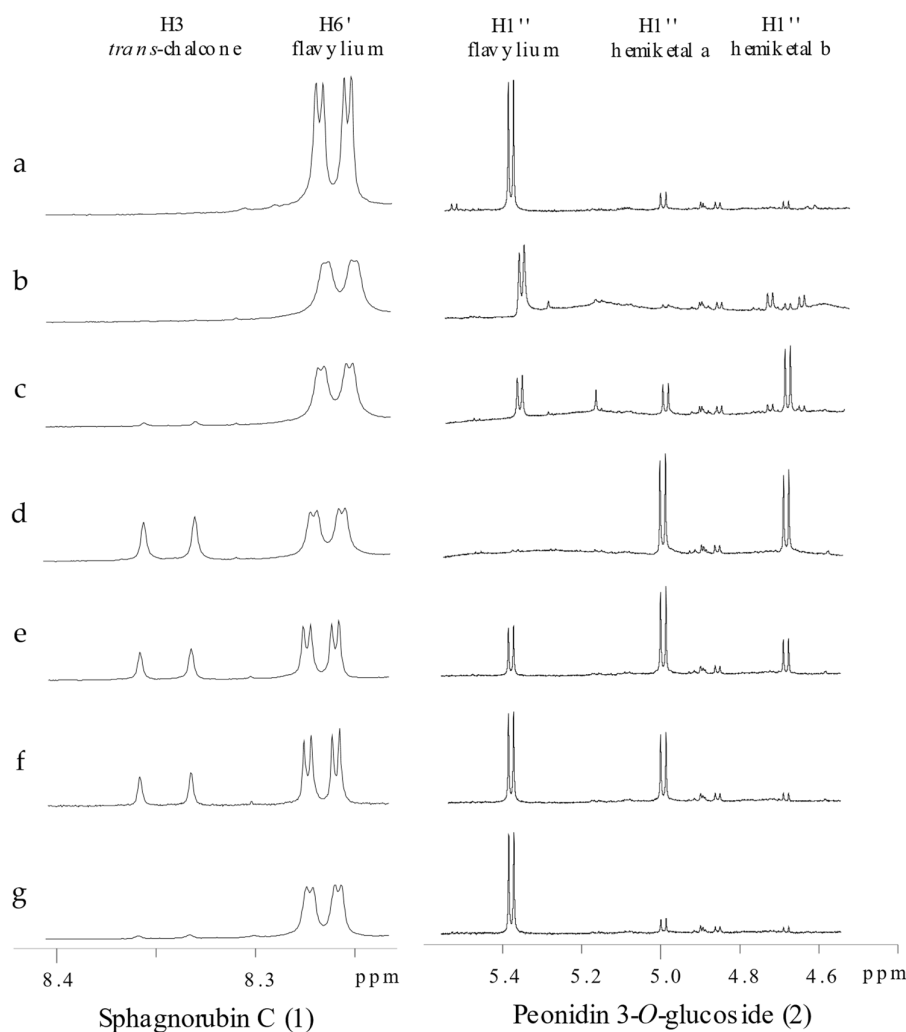 H3
trans-chalcone
H6'
flavylium
H1''
flavylium
H1''
hemiketal a
H1''
hemiketal b
a
b
c
d
e
f
g
8.4
8.3
ppm
5.4
5.2
5.0
4.8
4.6
ppm
Sphagnorubin C (1)
Peonidin 3-O-glucoside (2)